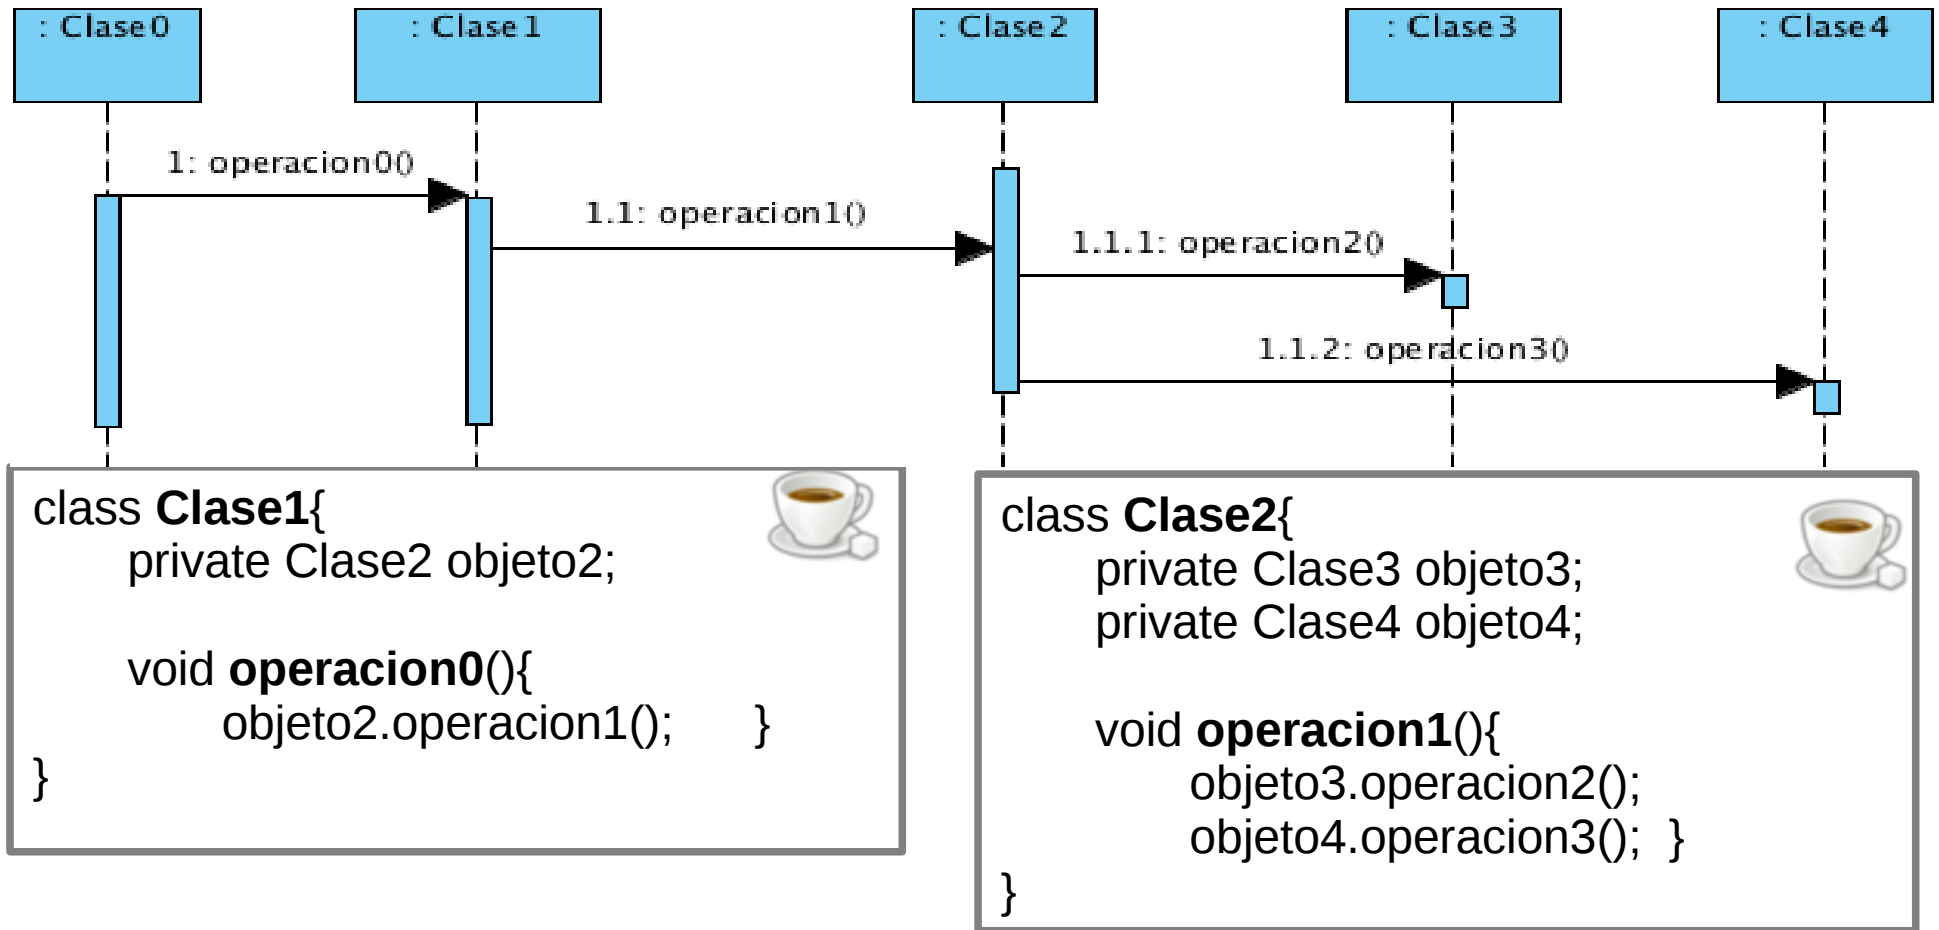 : Clase0
: Clase1
: Clase2
: Clase3
: Clase4
1: operacion0()
1.1: operacion1()
1.1.1: operacion2()
1.1.2: operacion3()
class Clase1{
private Clase2 objeto2;
void operacion0(){
objeto2.operacion1(); }
}
class Clase2{
private Clase3 objeto3;
private Clase4 objeto4;
void operacion1(){
objeto3.operacion2();
objeto4.operacion3(); }
}